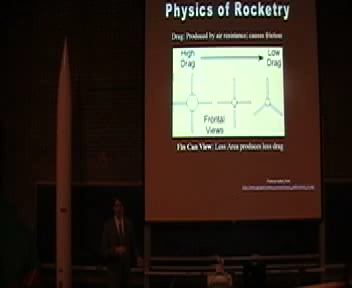 Physics of Rocketry
Drag: Produced by air resistance; causes friction
High Drag
Low Drag
Frontal Views
Fin Can View: Less Area produces less drag